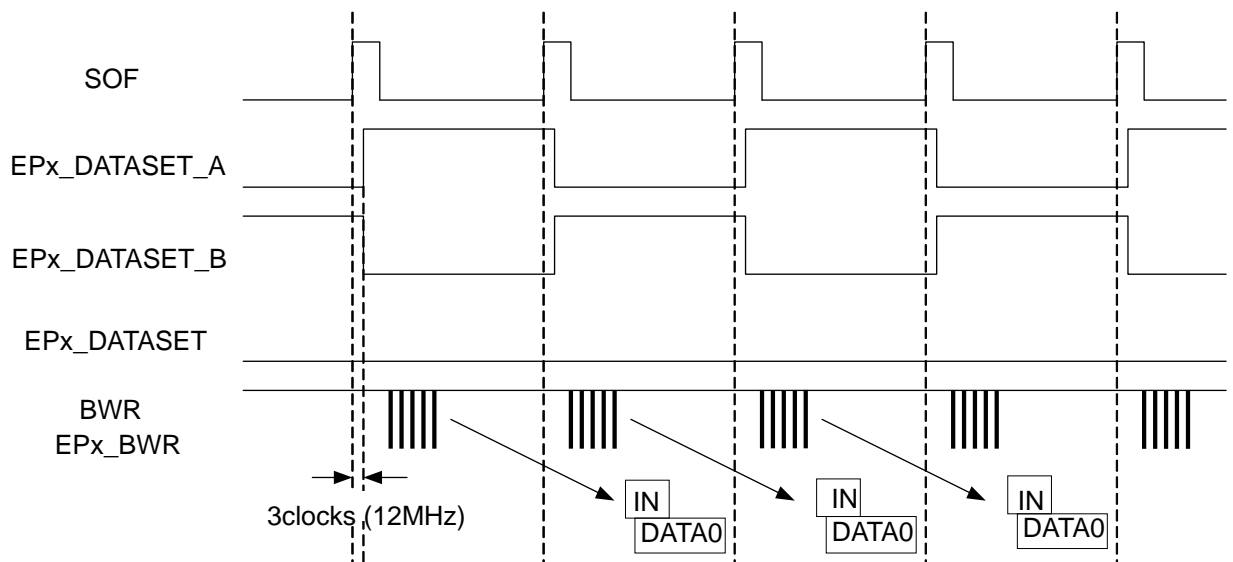 SOF
EPx_DATASET_A
EPx_DATASET_B
EPx_DATASET
BWR
EPx_BWR
3clocks (12MHz)
IN
DATA0
IN
DATA0
IN
DATA0